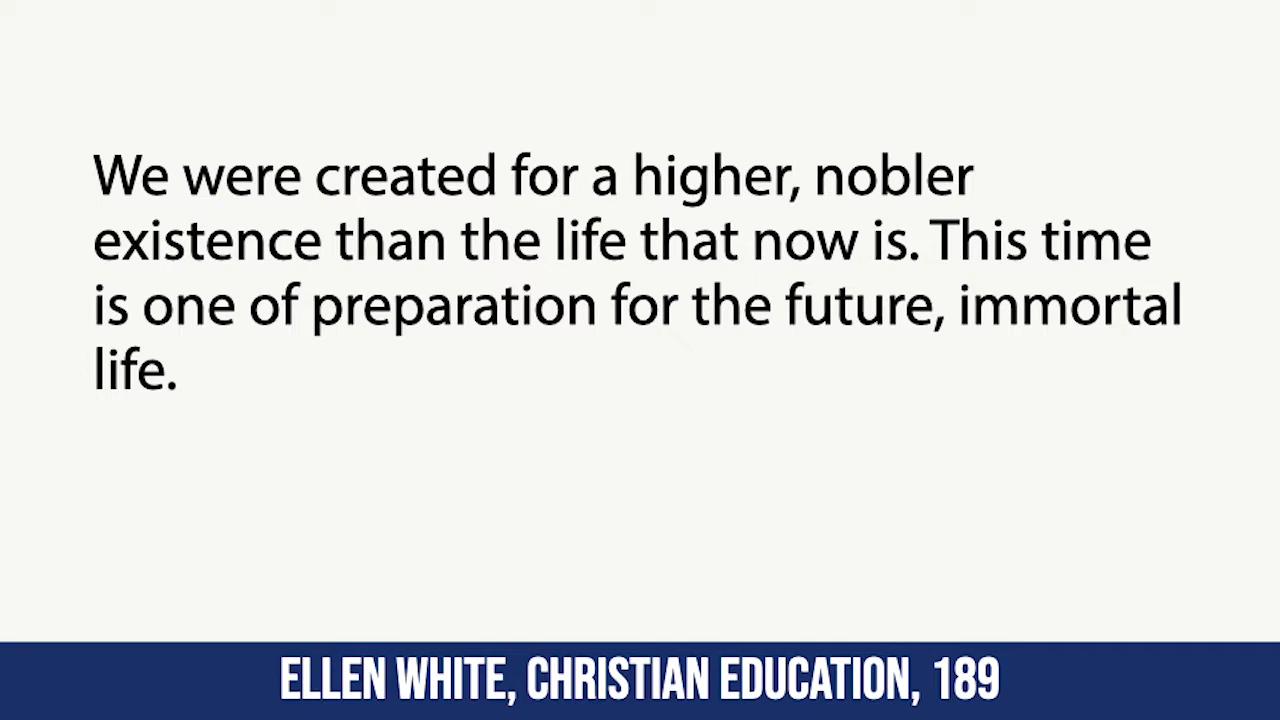 We were created for a higher, nobler
existence than the life that now is. This time
is one of preparation for the future, immortal
life.
ELLEN WHITE, CHRISTIAN EDUCATION, 189